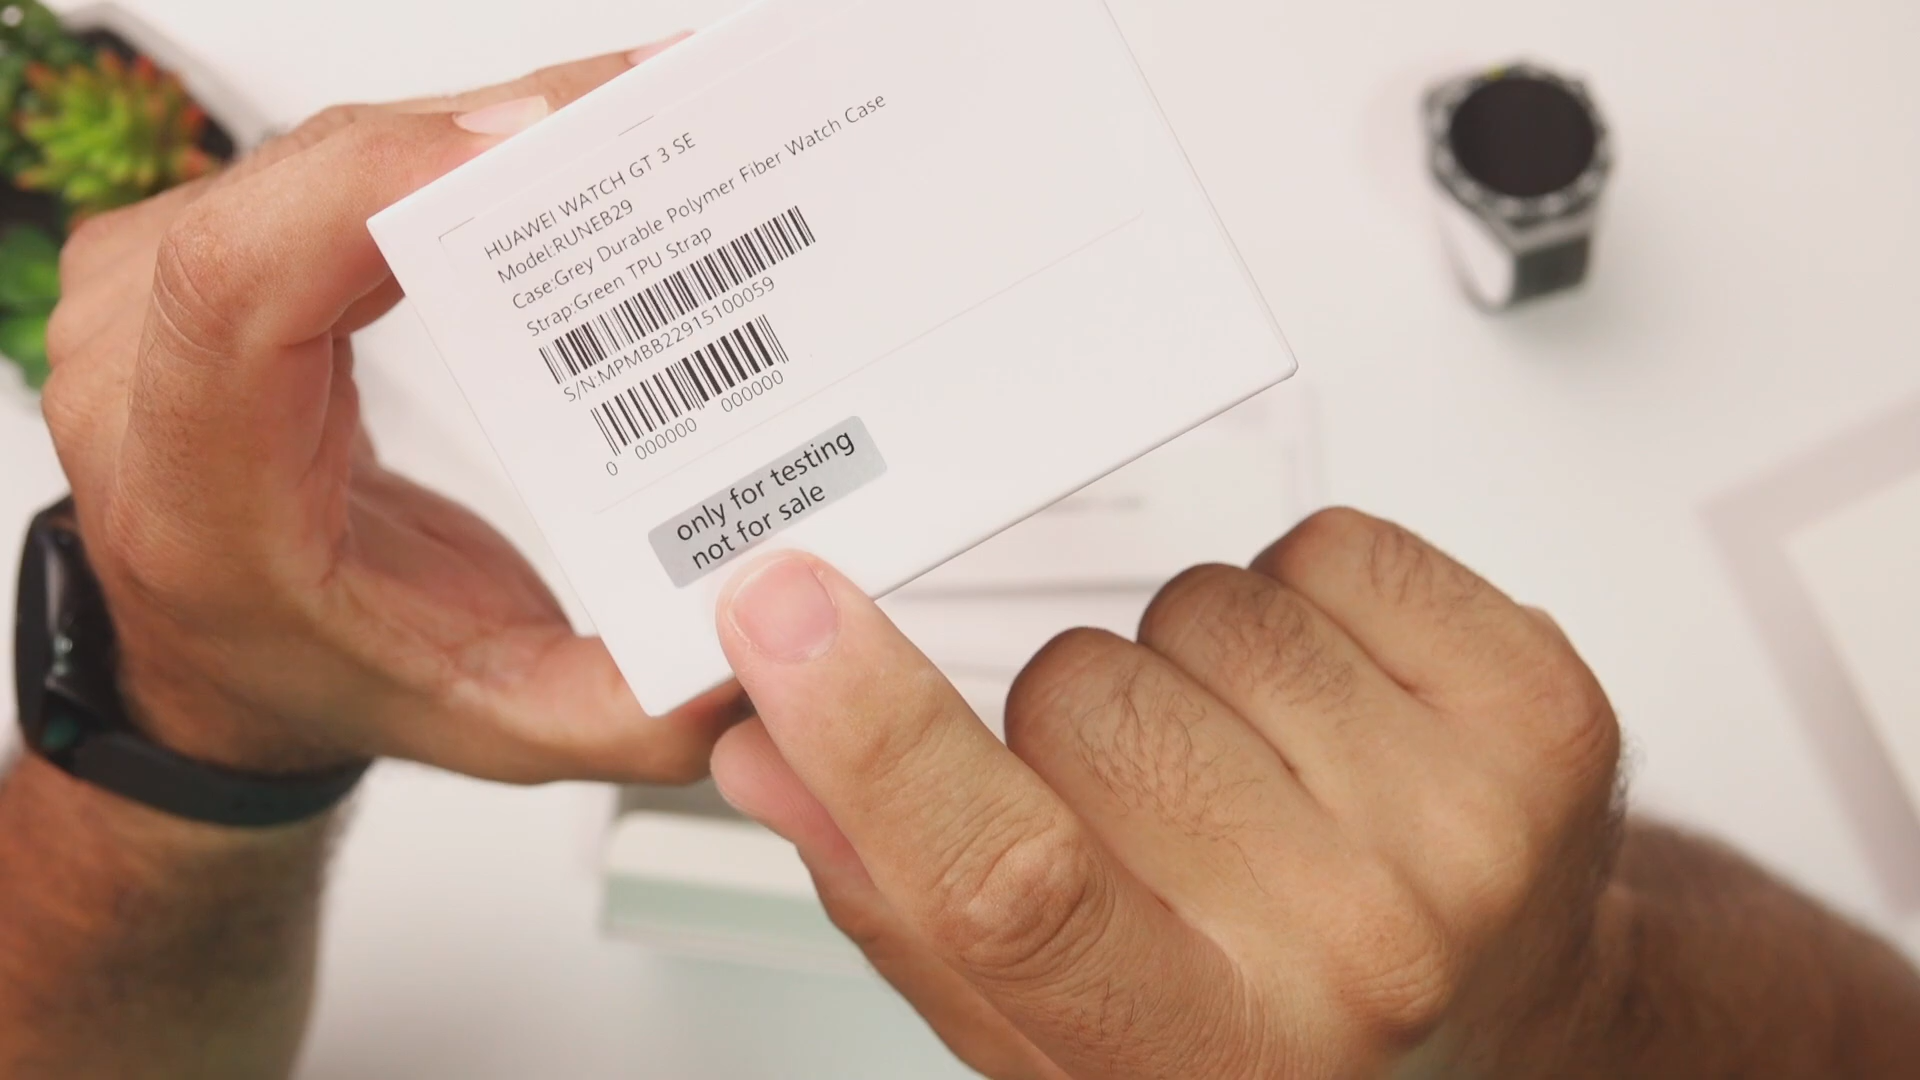 HUAWEI WATCH GT 3 SE
Model:RUNEB29
Case:Grey Durable Polymer Fiber Watch Case
Strap:Green TPU Strap
S/N:MPMBB22915100059
0 000000 000000
only for testing
not for sale